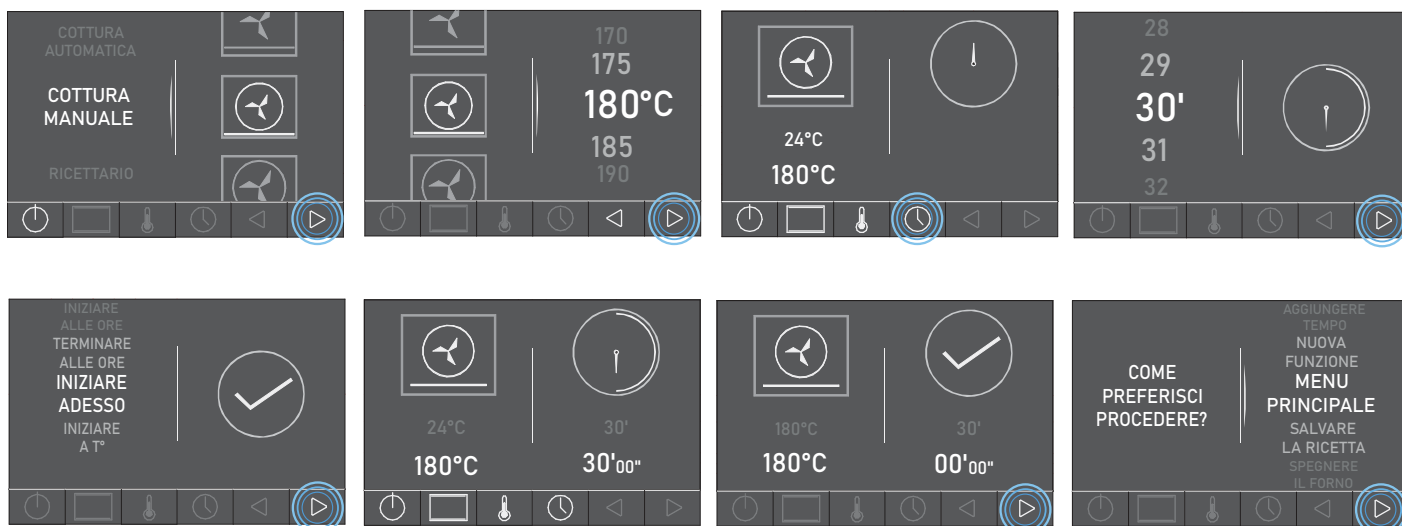 COTTURA
AUTOMATICA
COTTURA
MANUALE
RICETTARIO
170
175
180°C
185
190
24°C
180°C
28
29
30'
31
32
INIZIARE
ALLE ORE
TERMINARE
ALLE ORE
INIZIARE
ADESSO
INIZIARE
A T°
24°C
180°C
30'
30'00"
180°C
180°C
30'
00'00"
COME
PREFERISCI
PROCEDERE?
AGGIUNGERE
TEMPO
NUOVA
FUNZIONE
MENU
PRINCIPALE
SALVARE
LA RICETTA
SPEGNERE
IL FORNO